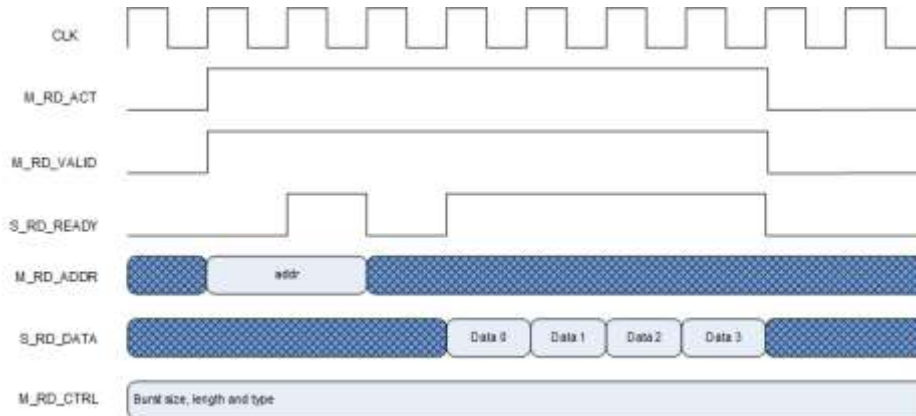 CLK
M_RD_ACT
M_RD_VALID
S_RD_READY
M_RD_ADDR
addr
S_RD_DATA
Data 0
Data 1
Data 2
Data 3
M_RD_CTRL
Burst size, length and type